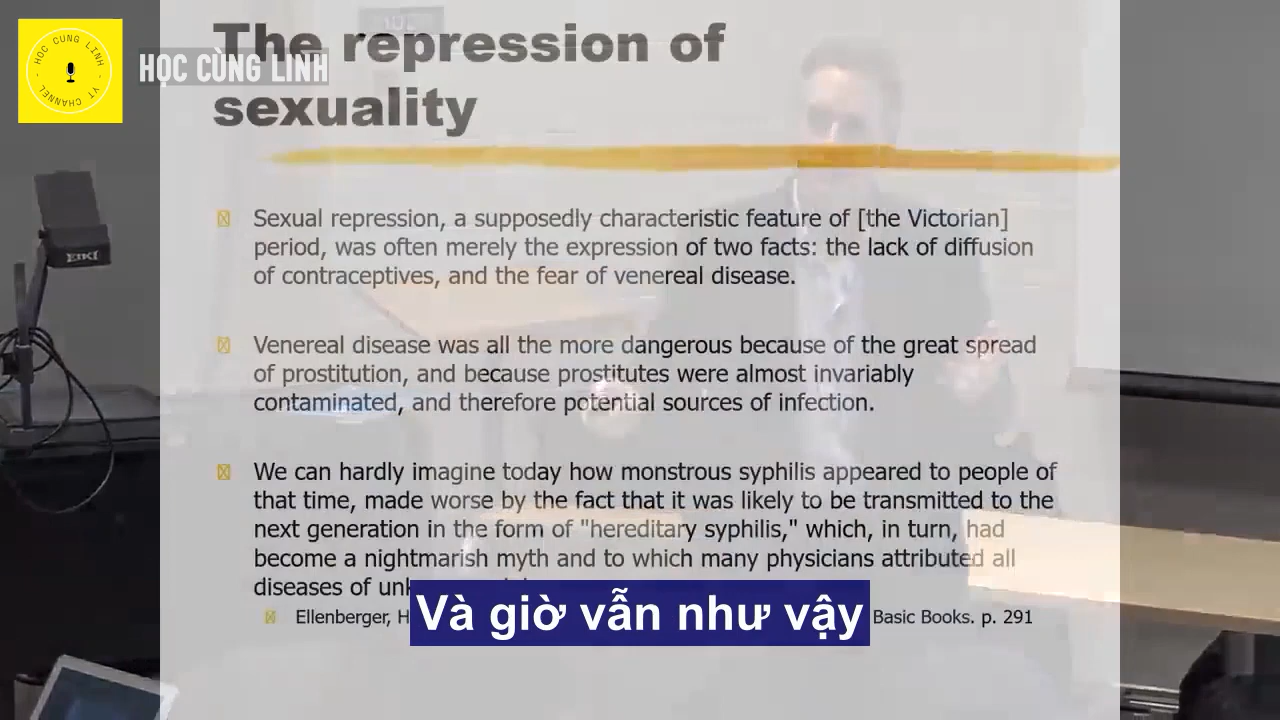 The repression of
sexuality
HỌC CÙNG LINH
HỌC CÙNG LINH - YT CHANNEL -
EIKI
Sexual repression, a supposedly characteristic feature of [the Victorian]
period, was often merely the expression of two facts: the lack of diffusion
of contraceptives, and the fear of venereal disease.
Venereal disease was all the more dangerous because of the great spread
of prostitution, and because prostitutes were almost invariably
contaminated, and therefore potential sources of infection.
We can hardly imagine today how monstrous syphilis appeared to people of
that time, made worse by the fact that it was likely to be transmitted to the
next generation in the form of "hereditary syphilis," which, in turn, had
become a nightmarish myth and to which many physicians attributed all
diseases of
Ellenberger, Basic Books. p. 291
Và giờ vẫn như vậy